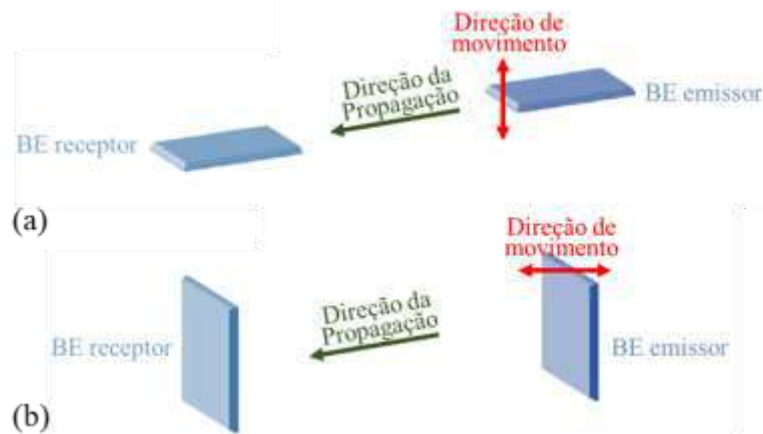 Direção de
movimento
Direção da
Propagação
BE emissor
BE receptor
(a)
Direção de
movimento
Direção da
Propagação
BE receptor
BE emissor
(b)